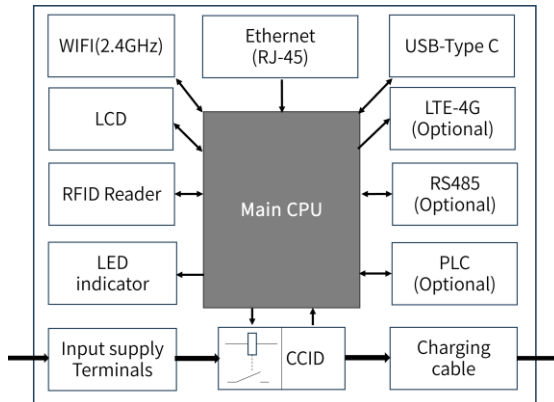 WIFI(2.4GHz)
Ethernet
(RJ-45)
USB-Type C
LCD
LTE-4G
(Optional)
RFID Reader
Main CPU
RS485
(Optional)
LED
indicator
PLC
(Optional)
Input supply
Terminals
CCID
Charging
cable